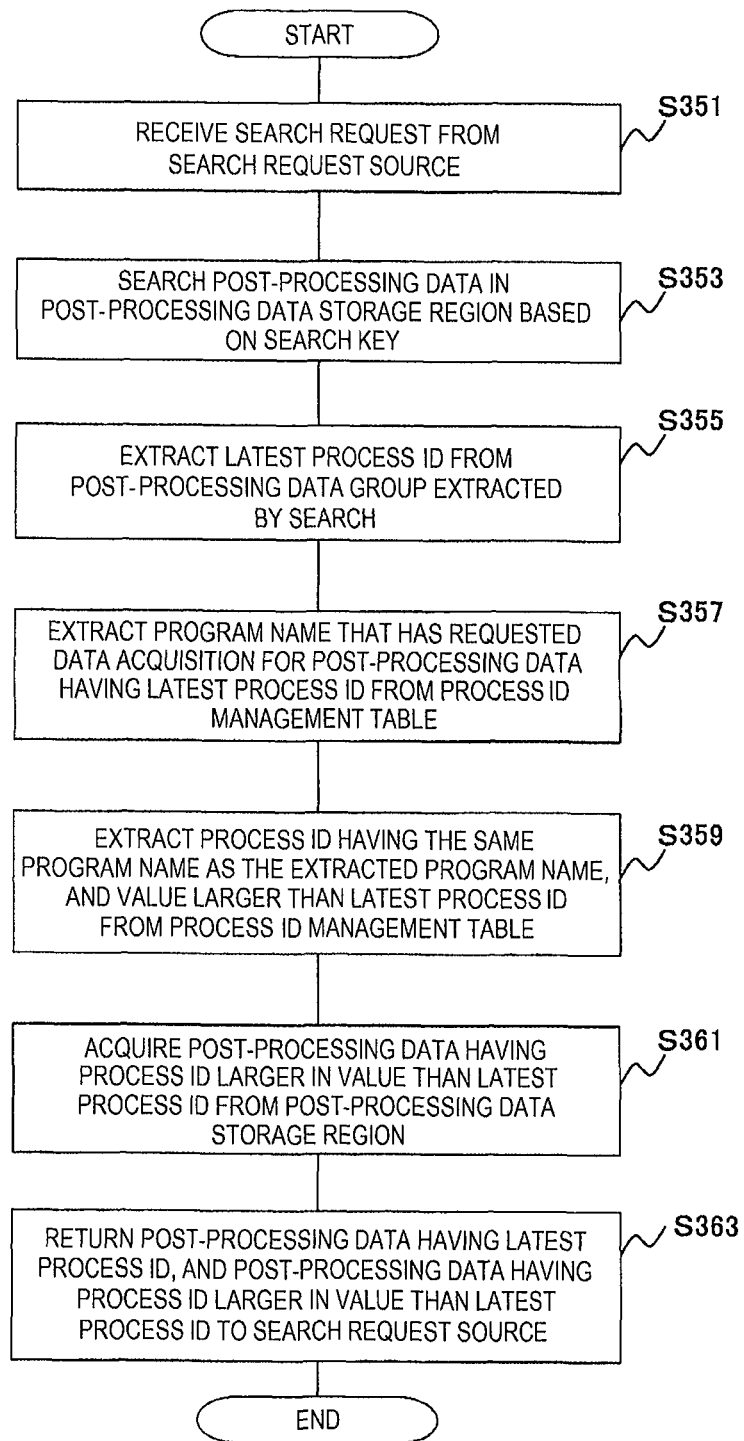 START
S351
RECEIVE SEARCH REQUEST FROM
SEARCH REQUEST SOURCE
S353
SEARCH POST-PROCESSING DATA IN
POST-PROCESSING DATA STORAGE REGION BASED
ON SEARCH KEY
S355
EXTRACT LATEST PROCESS ID FROM
POST-PROCESSING DATA GROUP EXTRACTED
BY SEARCH
S357
EXTRACT PROGRAM NAME THAT HAS REQUESTED
DATA ACQUISITION FOR POST-PROCESSING DATA
HAVING LATEST PROCESS ID FROM PROCESS ID
MANAGEMENT TABLE
S359
EXTRACT PROCESS ID HAVING THE SAME
PROGRAM NAME AS THE EXTRACTED PROGRAM NAME,
AND VALUE LARGER THAN LATEST PROCESS ID
FROM PROCESS ID MANAGEMENT TABLE
S361
ACQUIRE POST-PROCESSING DATA HAVING
PROCESS ID LARGER IN VALUE THAN LATEST
PROCESS ID FROM POST-PROCESSING DATA
STORAGE REGION
S363
RETURN POST-PROCESSING DATA HAVING LATEST
PROCESS ID, AND POST-PROCESSING DATA HAVING
PROCESS ID LARGER IN VALUE THAN LATEST
PROCESS ID TO SEARCH REQUEST SOURCE
END